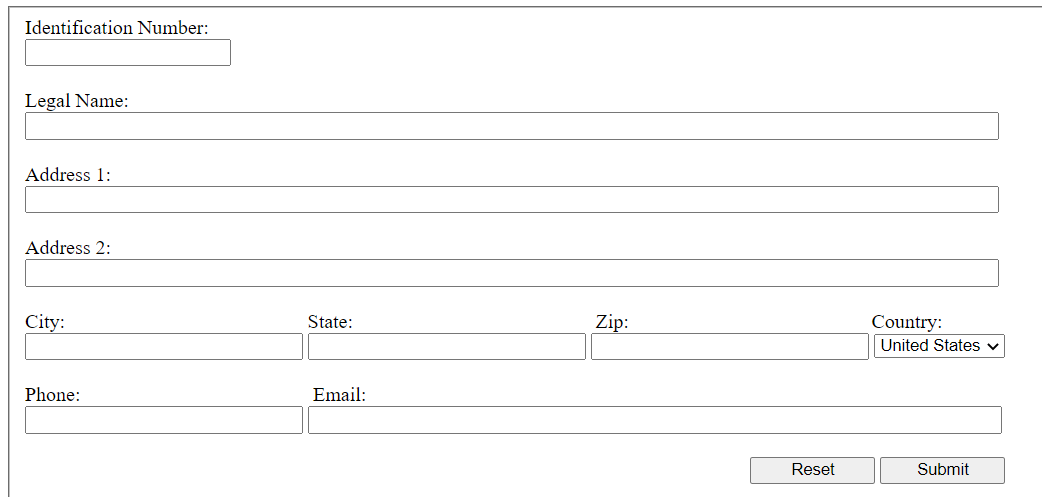 Identification Number:
Legal Name:
Address 1:
Address 2:
City: State: Zip: Country:
United States
Phone: Email:
Reset Submit